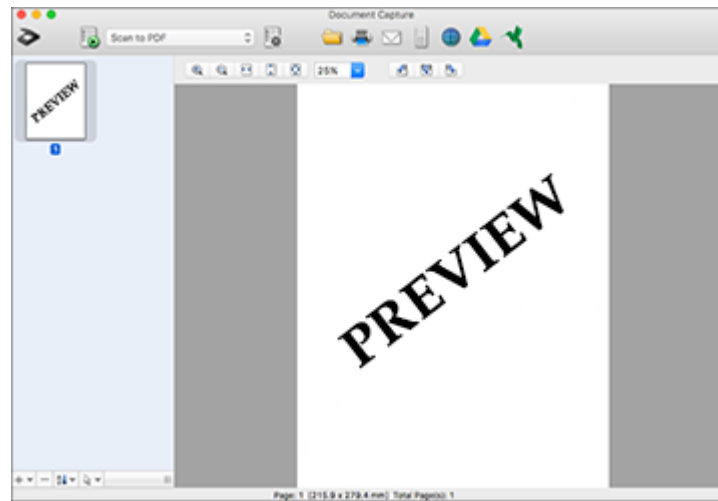 Document Capture
Scan to PDF
25%
PREVIEW
1
PREVIEW
Page: 1 [215.9 x 279.4 mm] Total Page(s): 1